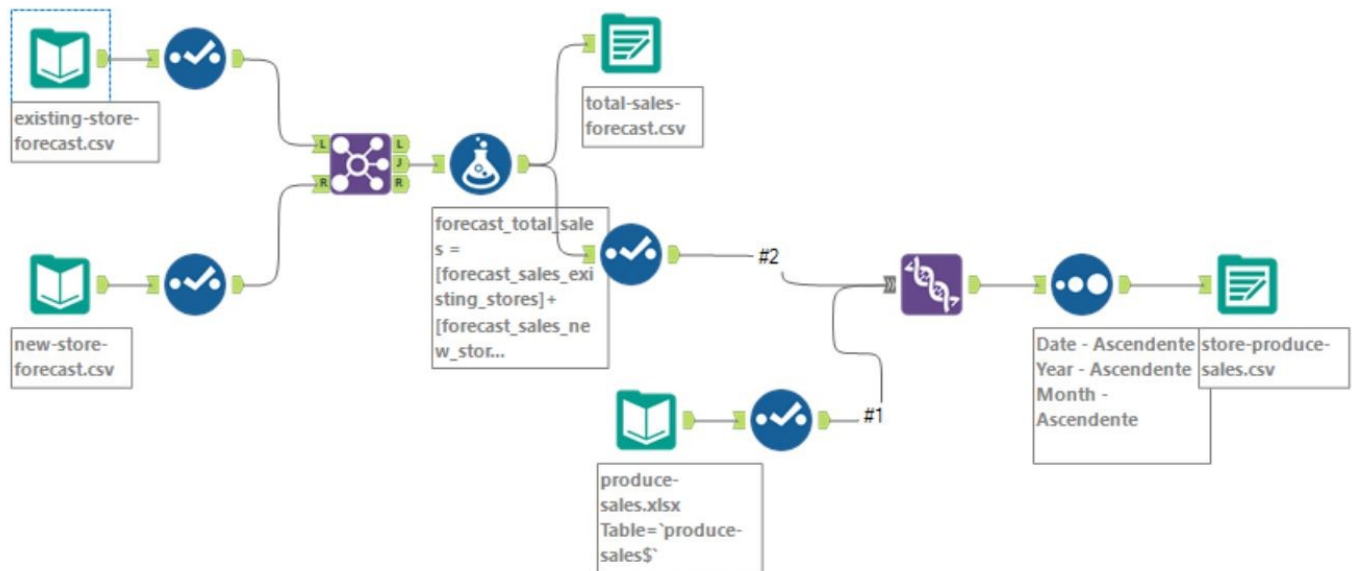 existing-store-
forecast.csv
new-store-
forecast.csv
L
R
L
J
R
forecast_total_sale
s =
[forecast_sales_exi
sting_stores]+
[forecast_sales_ne
w_stor...
total-sales-
forecast.csv
#2
#1
produce-
sales.xlsx
Table=`produce-
sales$`
Date - Ascendente
Year - Ascendente
Month -
Ascendente
store-produce-
sales.csv